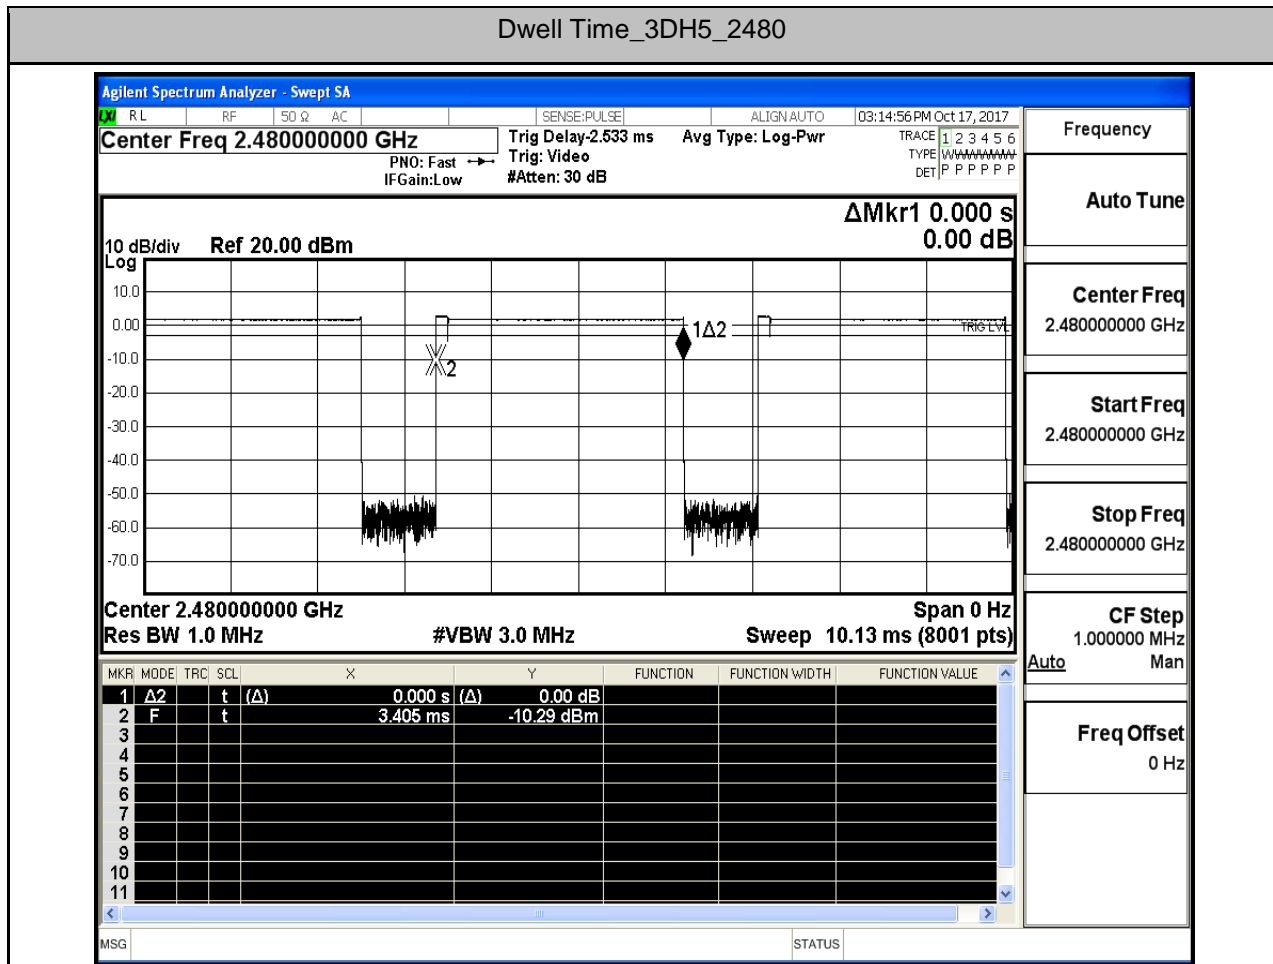 Dwell Time_3DH5_2480
Agilent Spectrum Analyzer - Swept SA
LXI RL RF 50 Ω AC SENSE:PULSE ALIGN AUTO 03:14:56 PM Oct 17, 2017
Center Freq 2.480000000 GHz
PNO: Fast
IFGain:Low
Trig Delay-2.533 ms
Trig: Video
#Atten: 30 dB
Avg Type: Log-Pwr
TRACE 1 2 3 4 5 6
TYPE WWWWWW
DET P P P P P P
ΔMkr1 0.000 s
0.00 dB
10 dB/div Ref 20.00 dBm
Log
10.0
0.00
-10.0
-20.0
-30.0
-40.0
-50.0
-60.0
-70.0
1Δ2
TRIG LVL
2
Center 2.480000000 GHz Span 0 Hz
Res BW 1.0 MHz #VBW 3.0 MHz Sweep 10.13 ms (8001 pts)
MKR MODE TRC SCL X Y FUNCTION FUNCTION WIDTH FUNCTION VALUE
1 Δ2 t (Δ) 0.000 s (Δ) 0.00 dB
2 F t 3.405 ms -10.29 dBm
3
4
5
6
7
8
9
10
11
MSG STATUS
Frequency
Auto Tune
Center Freq
2.480000000 GHz
Start Freq
2.480000000 GHz
Stop Freq
2.480000000 GHz
CF Step
1.000000 MHz
Auto Man
Freq Offset
0 Hz